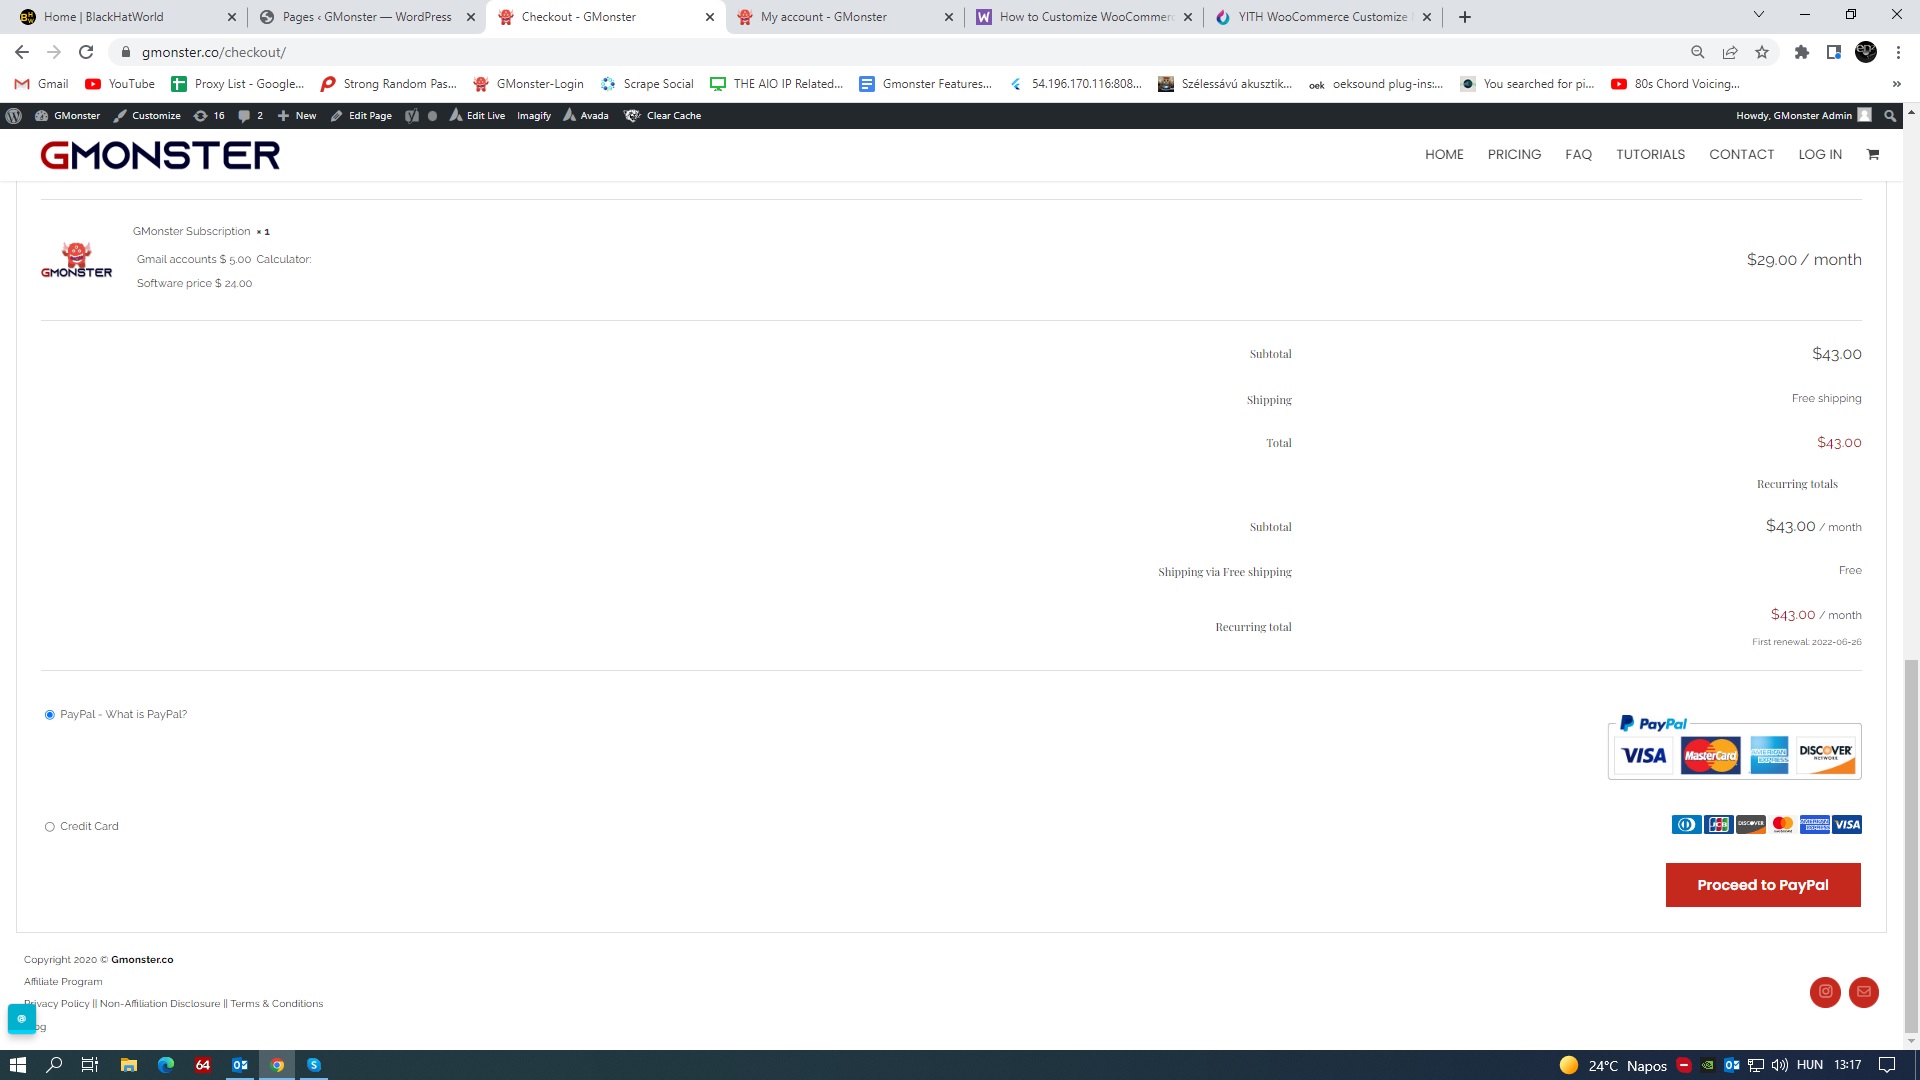 Home | BlackHatWorld
Pages ‹ GMonster — WordPress
Checkout - GMonster
My account - GMonster
How to Customize WooCommerc
YITH WooCommerce Customize
gmonster.co/checkout/
Gmail
YouTube
Proxy List - Google...
Strong Random Pas...
GMonster-Login
Scrape Social
THE AIO IP Related...
Gmonster Features...
54.196.170.116:808...
Szélessávú akusztik...
oek oeksound plug-ins:...
You searched for pi...
80s Chord Voicing...
»
GMonster
Customize
16
2
New
Edit Page
Edit Live
Imagify
Avada
Clear Cache
Howdy, GMonster Admin
GMONSTER
HOME
PRICING
FAQ
TUTORIALS
CONTACT
LOG IN
GMonster Subscription × 1
Gmail accounts $ 5.00 Calculator:
GMONSTER
$29.00 / month
Software price $ 24.00
Subtotal
$43.00
Shipping
Free shipping
Total
$43.00
Recurring totals
Subtotal
$43.00 / month
Shipping via Free shipping
Free
Recurring total
$43.00 / month
First renewal: 2022-06-26
PayPal - What is PayPal?
PayPal
VISA
MasterCard
AMERICAN EXPRESS
DISCOVER NETWORK
Credit Card
JCB
DISCOVER
VISA
Proceed to PayPal
Copyright 2020 © Gmonster.co
Affiliate Program
Privacy Policy || Non-Affiliation Disclosure || Terms & Conditions
64
24°C Napos
HUN
13:17